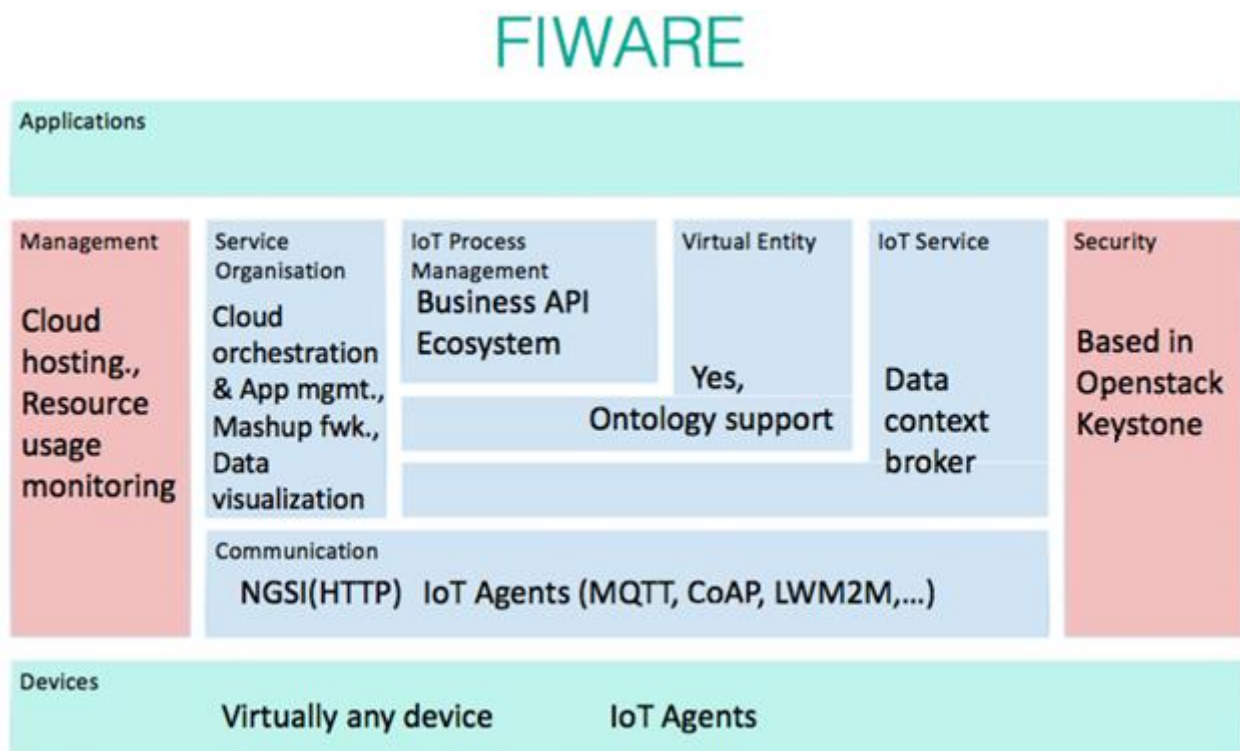 FIWARE
Applications
Management
Cloud
hosting.,
Resource
usage
monitoring
Service
Organisation
Cloud
orchestration
& App mgmt.,
Mashup fwk.,
Data
visualization
IoT Process
Management
Business API
Ecosystem
Virtual Entity
Yes,
Ontology support
IoT Service
Data
context
broker
Security
Based in
Openstack
Keystone
Communication
NGSI(HTTP) IoT Agents (MQTT, CoAP, LWM2M,...)
Devices
Virtually any device IoT Agents